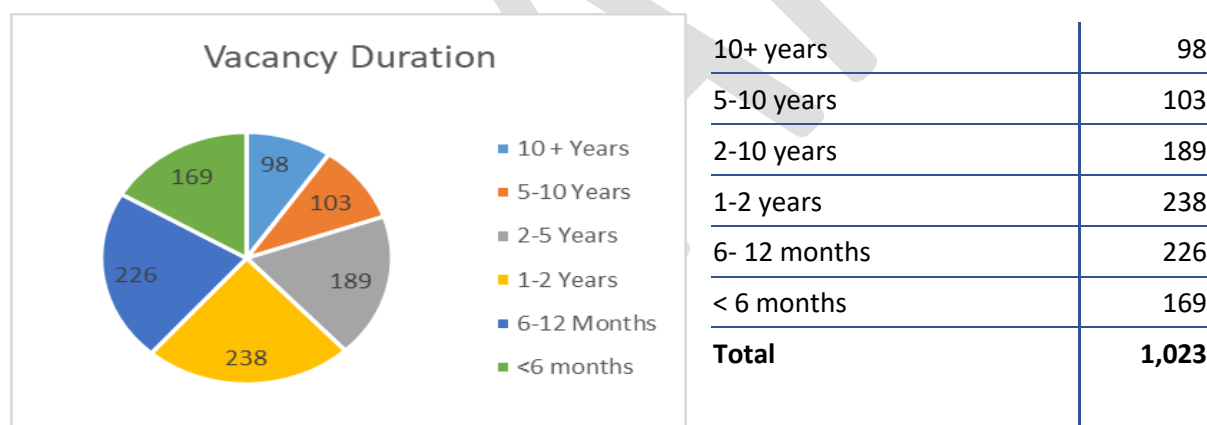 Vacancy Duration
98
103
189
238
226
169
10 + Years
5-10 Years
2-5 Years
1-2 Years
6-12 Months
<6 months
10+ years 98
5-10 years 103
2-10 years 189
1-2 years 238
6- 12 months 226
< 6 months 169
Total 1,023